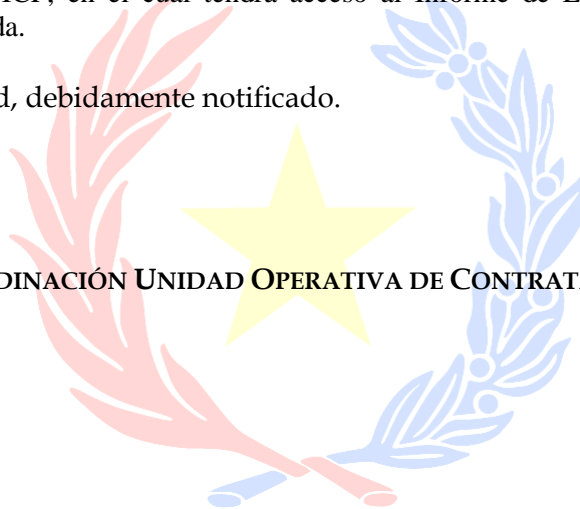 en el cual tendrá acceso al Informe de
da.
d, debidamente notificado.
DINACIÓN UNIDAD OPERATIVA DE CONTRAT